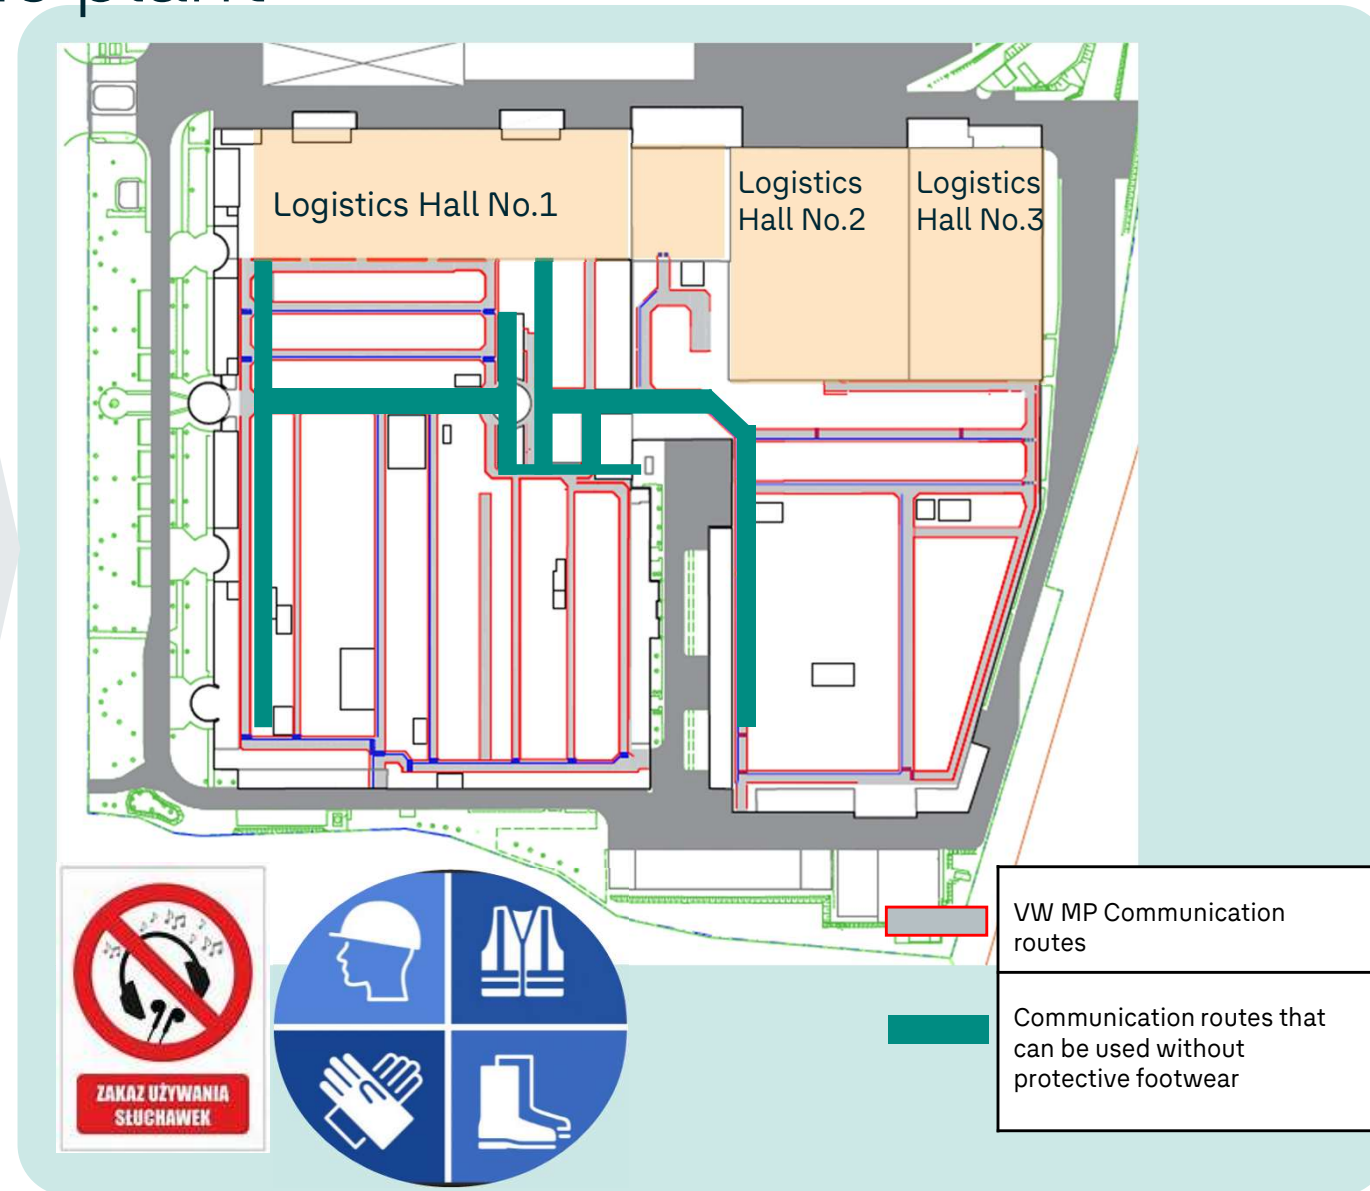 plant
Logistics Hall No.1
Logistics
Hall No.2
Logistics
Hall No.3
VW MP Communication
routes
Communication routes that
can be used without
protective footwear
ZAKAZ UŻYWANIA
SŁUCHAWEK